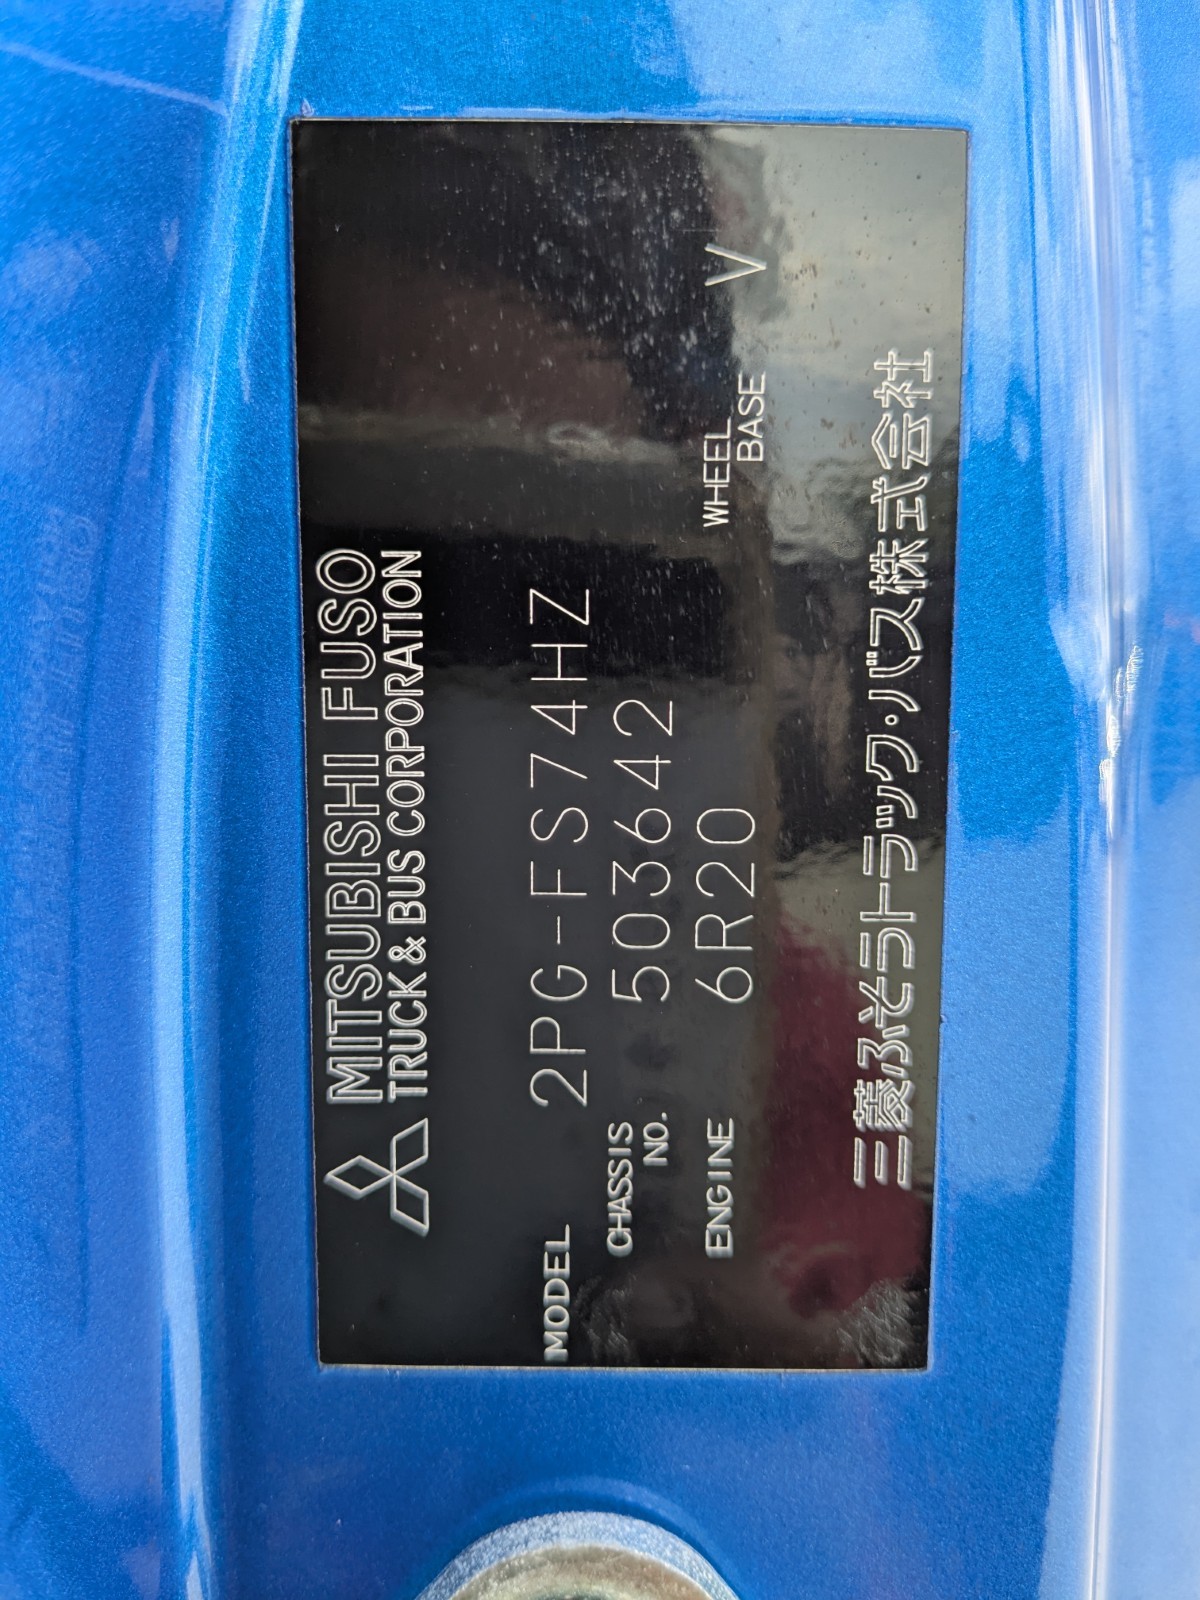 MITSUBISHI FUSO
TRUCK & BUS CORPORATION
MODEL 2PG-FS74HZ
CHASSIS NO. 503642
ENGINE 6R20 WHEEL BASE V
三菱ふそうトラック・バス株式会社